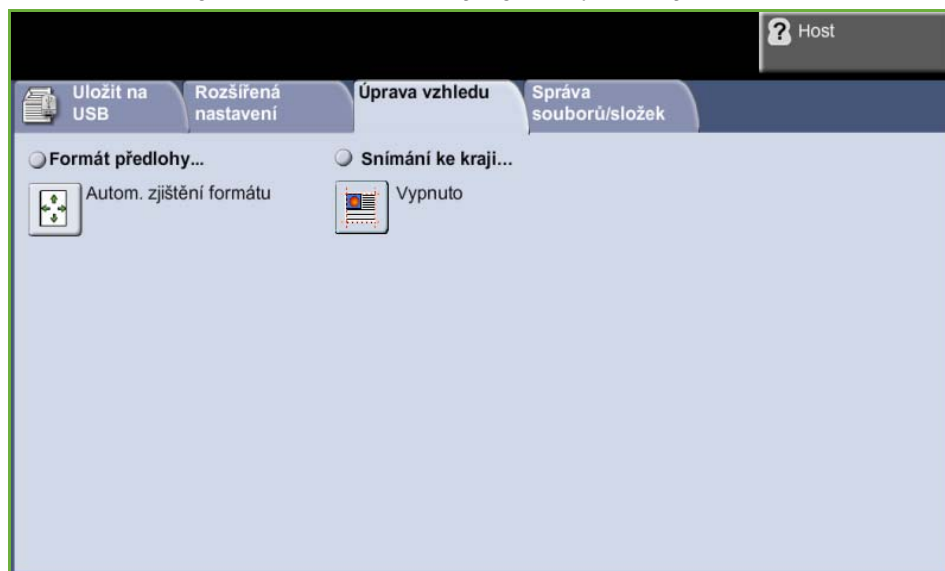 Host
Uložit na
USB
Rozšířená
nastavení
Úprava vzhledu
Správa
souborů/složek
Formát předlohy...
Autom. zjištění formátu
Snímání ke kraji...
Vypnuto